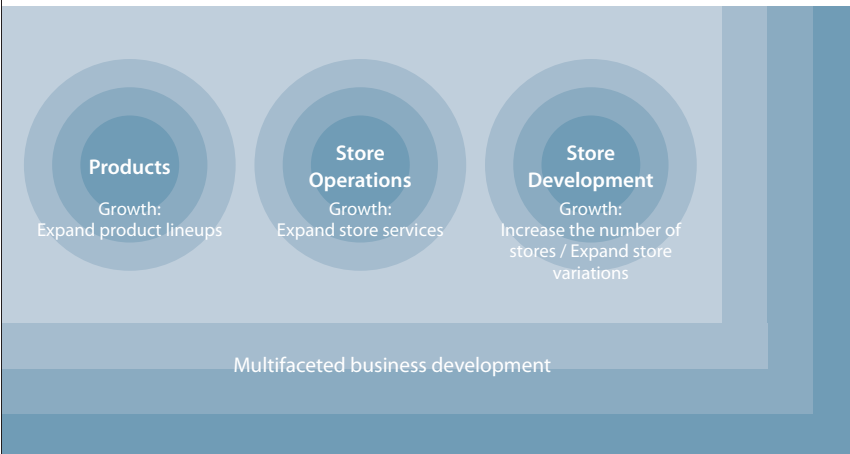 Products
Growth:
Expand product lineups
Store
Operations
Growth:
Expand store services
Store
Development
Growth:
Increase the number of
stores / Expand store
variations
Multifaceted business development